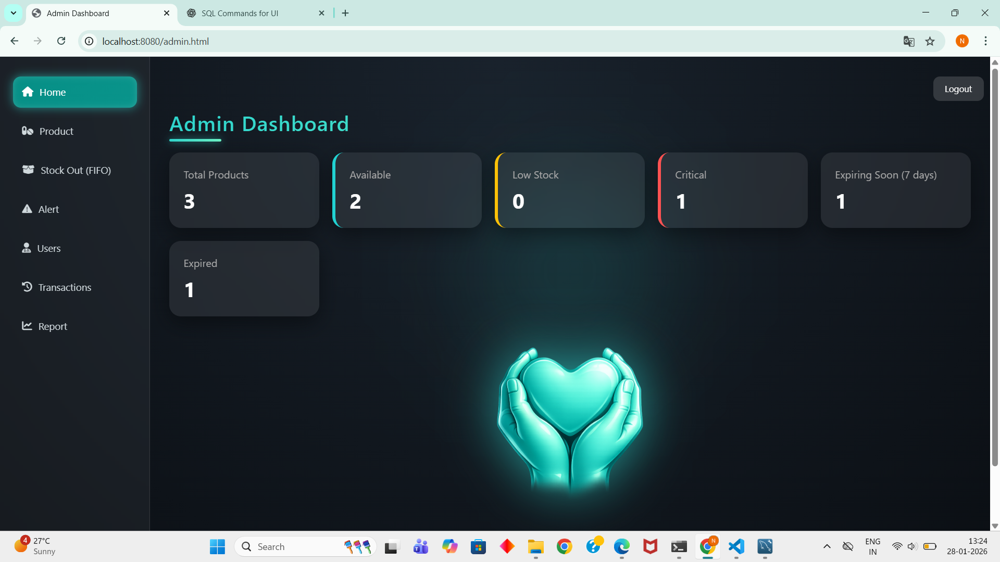 Admin Dashboard
SQL Commands for UI
localhost:8080/admin.html
N
Home
Product
Stock Out (FIFO)
Alert
Users
Transactions
Report
Logout
Admin Dashboard
Total Products
3
Available
2
Low Stock
0
Critical
1
Expiring Soon (7 days)
1
Expired
1
4
27°C
Sunny
Search
N
ENG
IN
13:24
28-01-2026